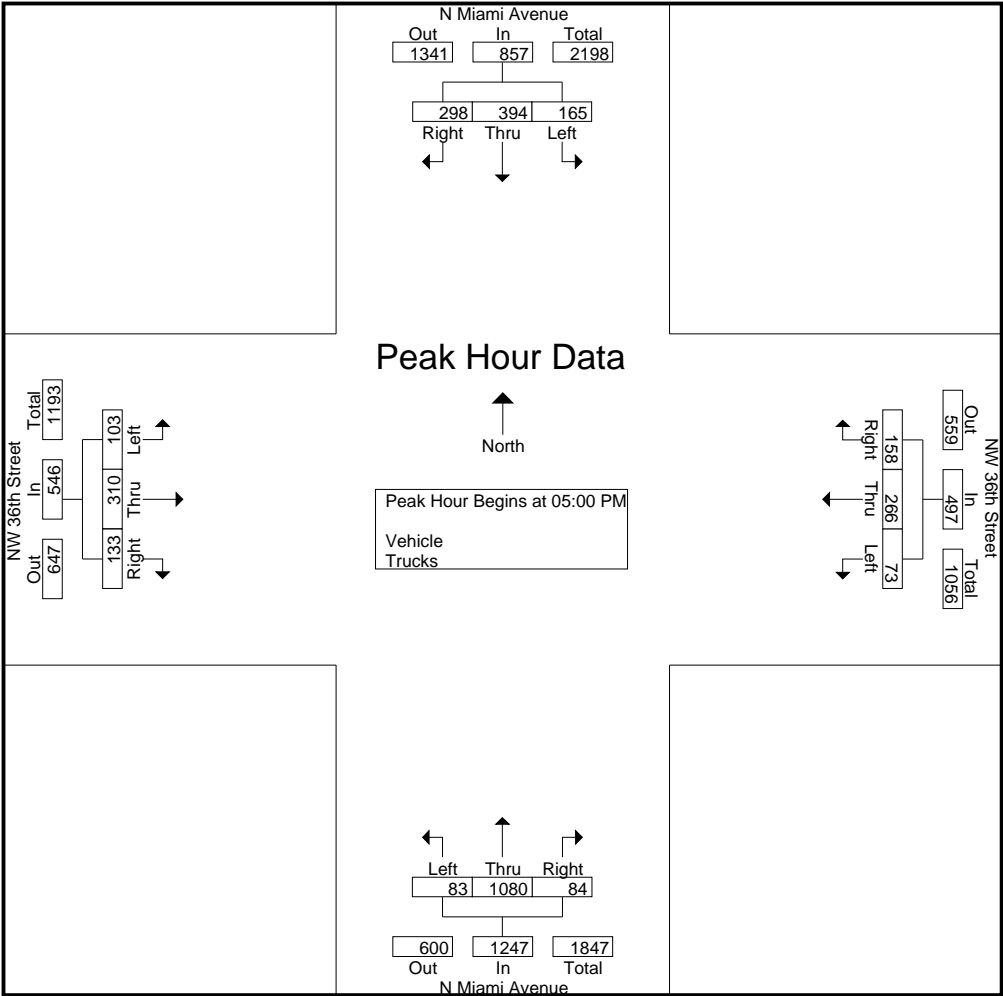 N Miami Avenue
Out In Total
1341 857 2198
298 394 165
Right Thru Left
Peak Hour Data
North
Peak Hour Begins at 05:00 PM
Vehicle
Trucks
NW 36th Street
Out In Total
647 546 1193
103 310 133
Left Thru Right
NW 36th Street
Out In Total
559 497 1056
158 266 73
Right Thru Left
Left Thru Right
83 1080 84
600 1247 1847
Out In Total
N Miami Avenue